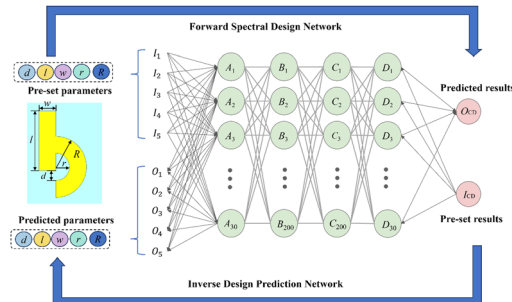 Forward Spectral Design Network
d l w r R
Pre-set parameters
w
l
R
r
d
Predicted parameters
d l w r R
I1
I2
I3
I4
I5
O1
O2
O3
O4
O5
A1 B1 C1 D1
A2 B2 C2 D2
A3 B3 C3 D3
A30 B200 C200 D30
Predicted results
OCD
ICD
Pre-set results
Inverse Design Prediction Network